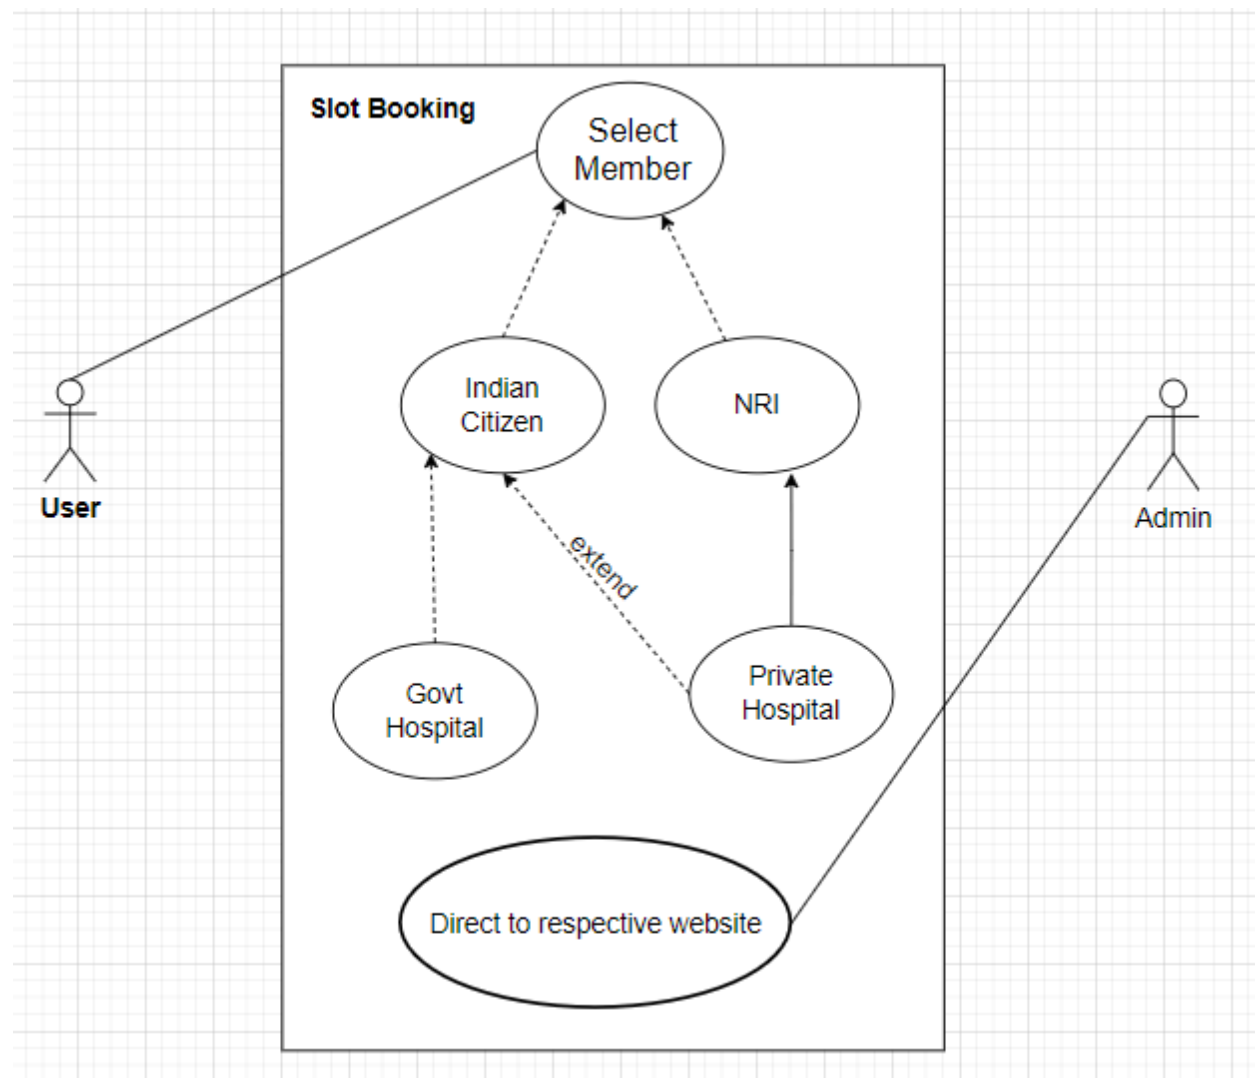 Slot Booking
Select
Member
Indian
Citizen
NRI
User
Admin
extend
Govt
Hospital
Private
Hospital
Direct to respective website